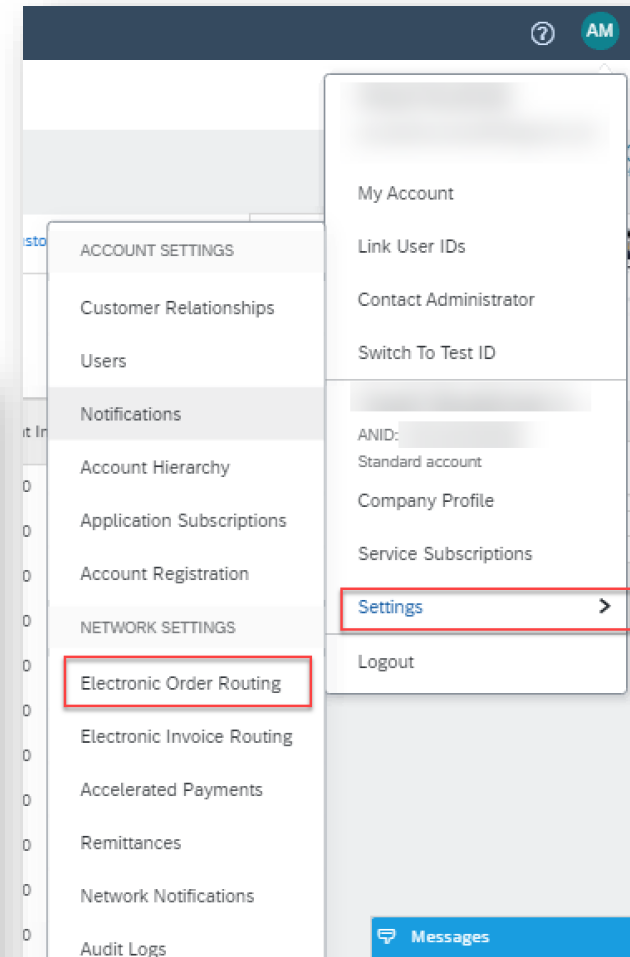 AM
My Account
Link User IDs
Contact Administrator
Switch To Test ID
ANID:
Standard account
Company Profile
Service Subscriptions
Settings
Logout
ACCOUNT SETTINGS
Customer Relationships
Users
Notifications
Account Hierarchy
Application Subscriptions
Account Registration
NETWORK SETTINGS
Electronic Order Routing
Electronic Invoice Routing
Accelerated Payments
Remittances
Network Notifications
Audit Logs
Messages